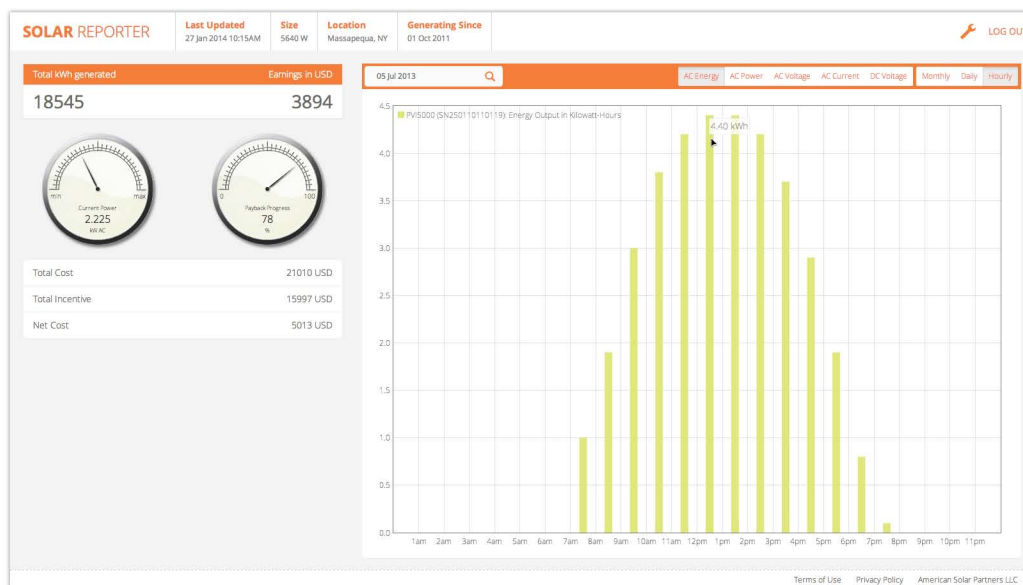 SOLAR REPORTER
Last Updated
27 Jan 2014 10:15AM
Size
5640 W
Location
Massapequa, NY
Generating Since
01 Oct 2011
LOG OU
Total kWh generated Earnings in USD
18545 3894
min max
Current Power
2.225
kW AC
0 100
Payback Progress
78
%
Total Cost 21010 USD
Total Incentive 15997 USD
Net Cost 5013 USD
05 Jul 2013
AC Energy AC Power AC Voltage AC Current DC Voltage Monthly Daily Hourly
PVI5000 (SN250110110119): Energy Output in Kilowatt-Hours
4.40 kWh
4.5
4.0
3.5
3.0
2.5
2.0
1.5
1.0
0.5
0.0
1am 2am 3am 4am 5am 6am 7am 8am 9am 10am 11am 12pm 1pm 2pm 3pm 4pm 5pm 6pm 7pm 8pm 9pm 10pm 11pm
Terms of Use Privacy Policy American Solar Partners LLC